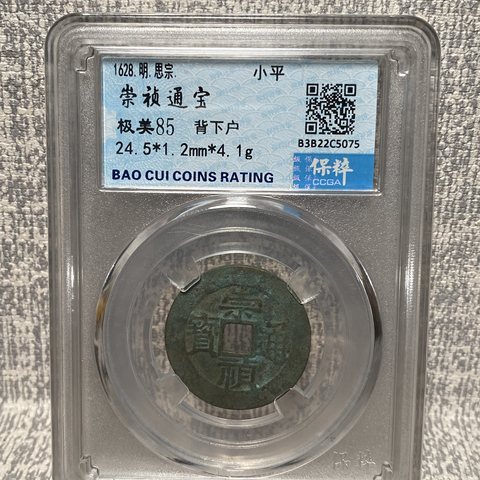 1628.明.思宗. 小平
崇祯通宝
极美85 背下户
24.5*1.2mm*4.1g
B3B22C5075
BAO CUI COINS RATING
保粹
CCGA
崇禎通寶